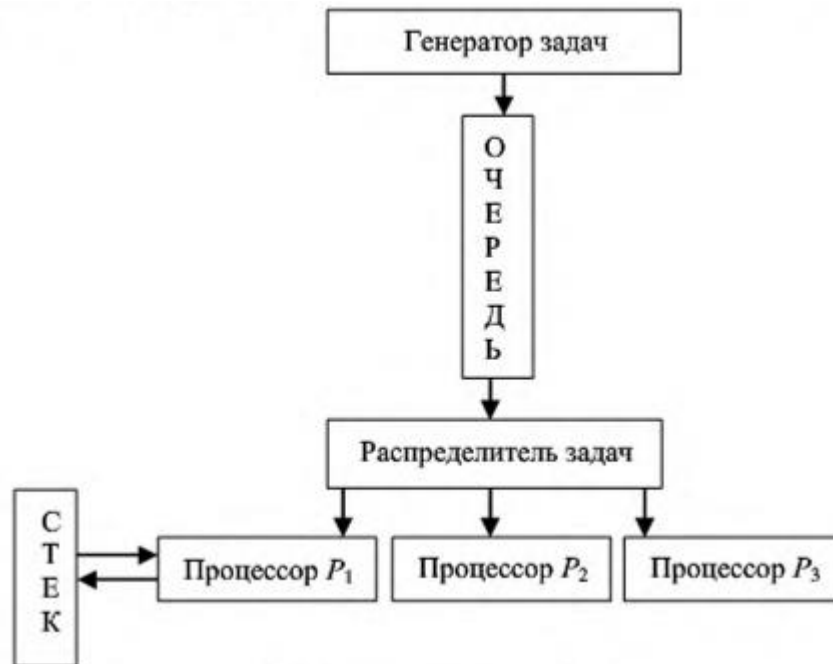 Генератор задач
О
Ч
Е
Р
Е
Д
Ь
Распределитель задач
С
Т
Е
К
Процессор P₁
Процессор P₂
Процессор P₃